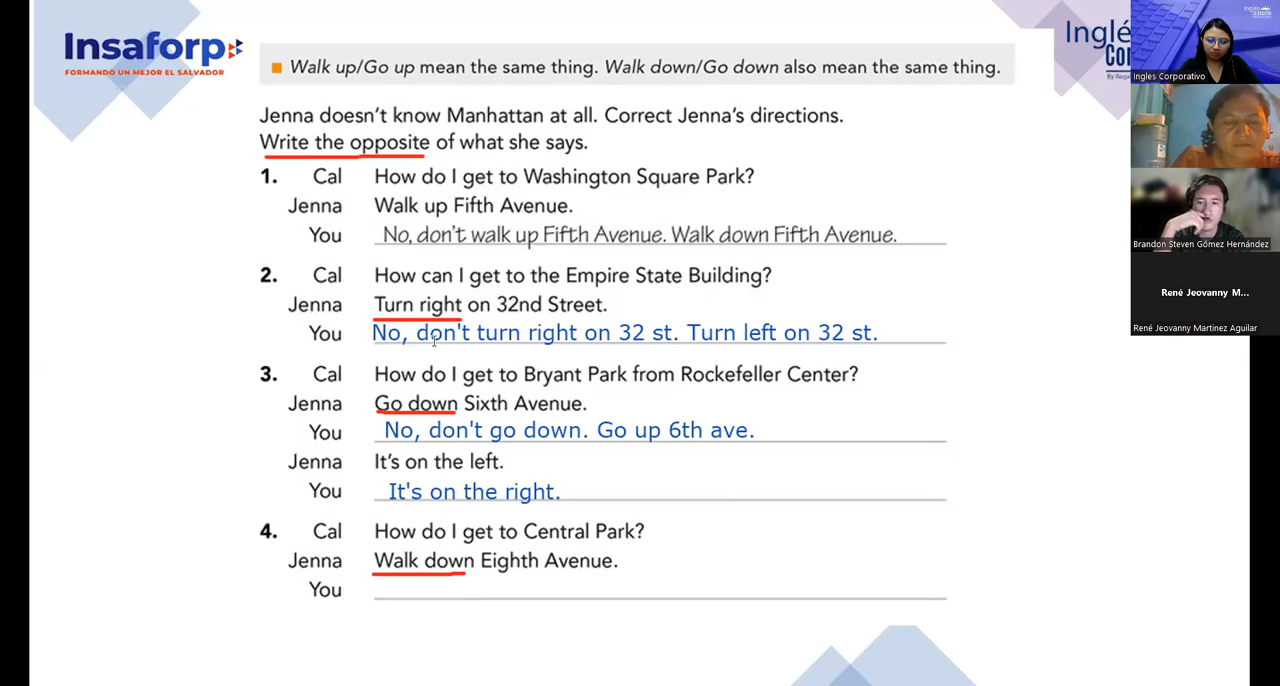 Insaforp
FORMANDO UN MEJOR EL SALVADOR
Walk up/Go up mean the same thing. Walk down/Go down also mean the same thing.
Jenna doesn't know Manhattan at all. Correct Jenna's directions.
Write the opposite of what she says.
1. Cal How do I get to Washington Square Park?
Jenna Walk up Fifth Avenue.
You No, don't walk up Fifth Avenue. Walk down Fifth Avenue.
2. Cal How can I get to the Empire State Building?
Jenna Turn right on 32nd Street.
You No, don't turn right on 32 st. Turn left on 32 st.
3. Cal How do I get to Bryant Park from Rockefeller Center?
Jenna Go down Sixth Avenue.
You No, don't go down. Go up 6th ave.
Jenna It's on the left.
You It's on the right.
4. Cal How do I get to Central Park?
Jenna Walk down Eighth Avenue.
You
Inglé
Co
Ingles Corporativo
Brandon Steven Gómez Hernández
René Jeovanny M...
René Jeovanny Martinez Aguilar